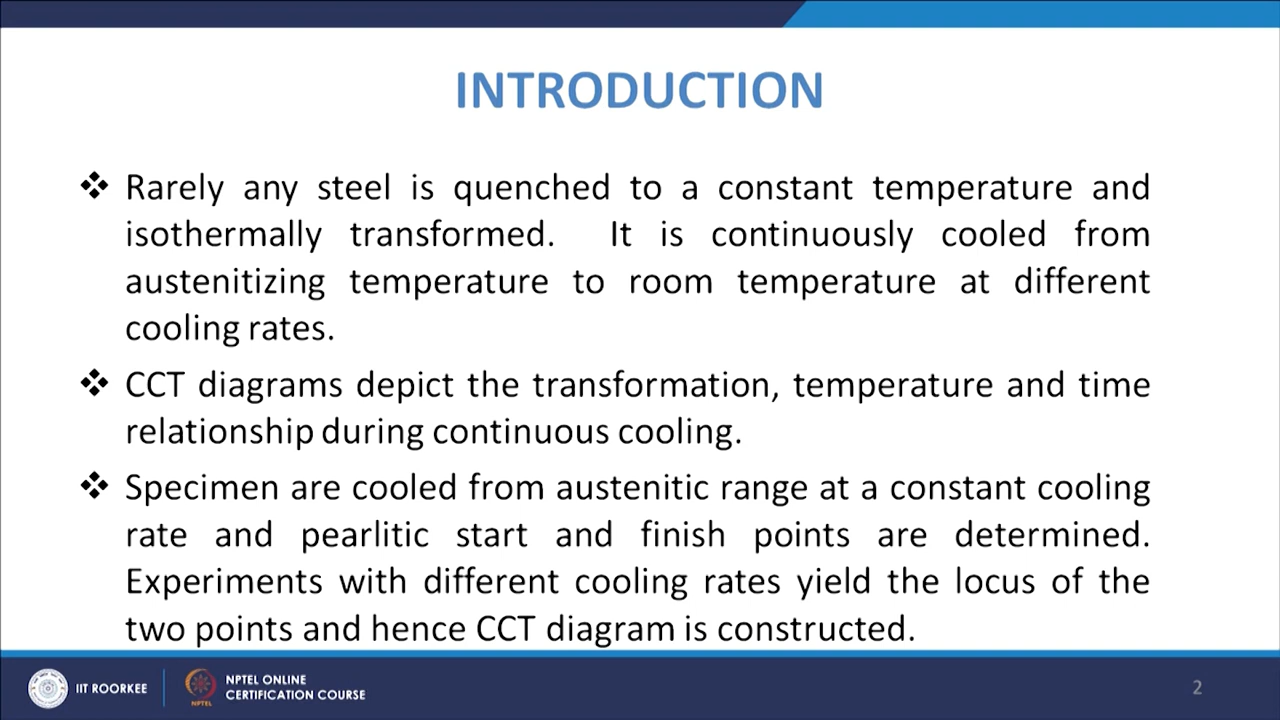 INTRODUCTION
❖ Rarely any steel is quenched to a constant temperature and
isothermally transformed. It is continuously cooled from
austenitizing temperature to room temperature at different
cooling rates.
❖ CCT diagrams depict the transformation, temperature and time
relationship during continuous cooling.
❖ Specimen are cooled from austenitic range at a constant cooling
rate and pearlitic start and finish points are determined.
Experiments with different cooling rates yield the locus of the
two points and hence CCT diagram is constructed.
IIT ROORKEE
NPTEL
NPTEL ONLINE
CERTIFICATION COURSE
2